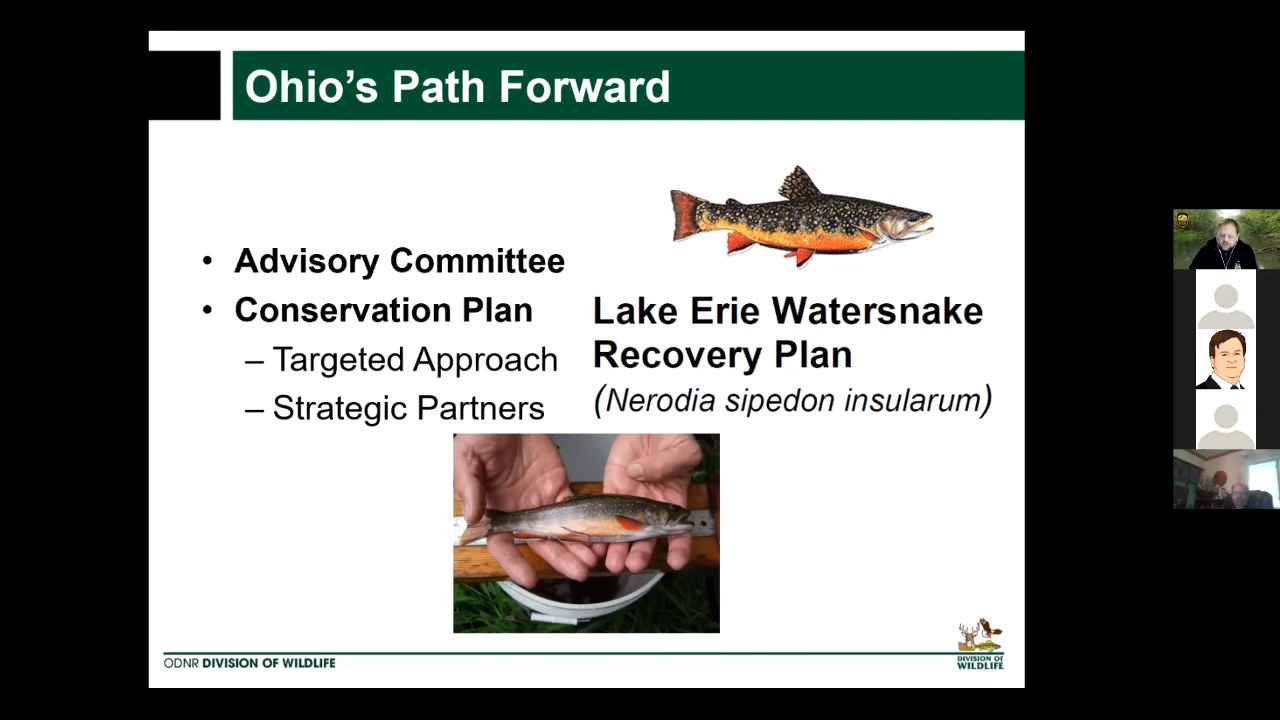 Ohio’s Path Forward
• Advisory Committee
• Conservation Plan
– Targeted Approach
– Strategic Partners
Lake Erie Watersnake
Recovery Plan
(Nerodia sipedon insularum)
ODNR DIVISION OF WILDLIFE
DIVISION OF
WILDLIFE